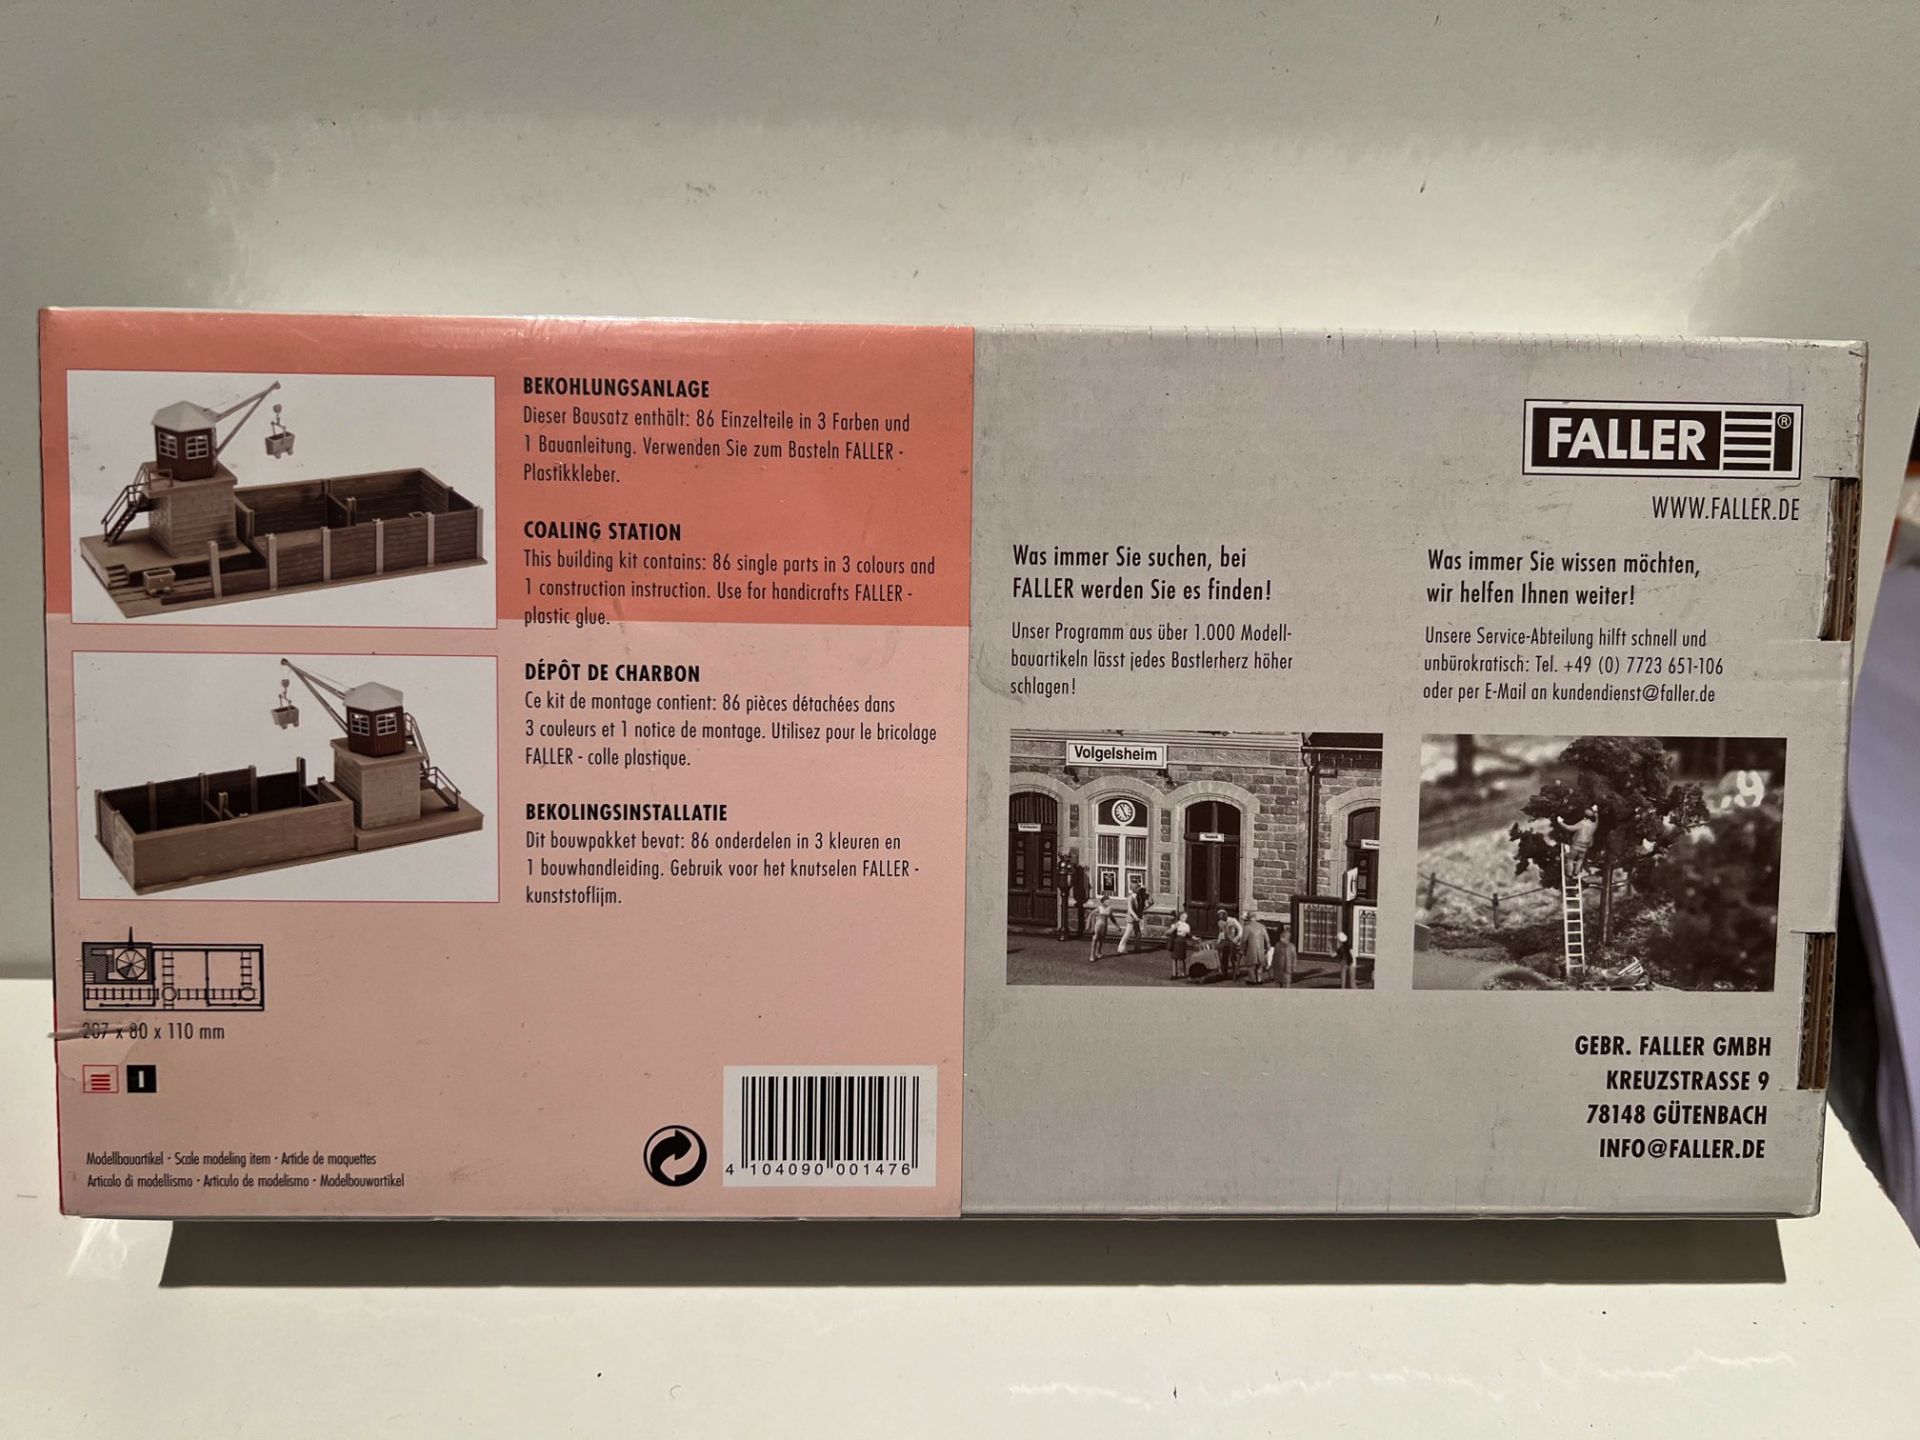 BEKOHLUNGSANLAGE
Dieser Bausatz enthält: 86 Einzelteile in 3 Farben und
1 Bauanleitung. Verwenden Sie zum Basteln FALLER -
Plastikkleber.
COALING STATION
This building kit contains: 86 single parts in 3 colours and
1 construction instruction. Use for handicrafts FALLER -
plastic glue.
DÉPÔT DE CHARBON
Ce kit de montage contient: 86 pièces détachées dans
3 couleurs et 1 notice de montage. Utilisez pour le bricolage
FALLER - colle plastique.
BEKOLINGSINSTALLATIE
Dit bouwpakket bevat: 86 onderdelen in 3 kleuren en
1 bouwhandleiding. Gebruik voor het knutselen FALLER -
kunststoflijm.
207 x 80 x 110 mm
I
Modellbauartikel · Scale modeling item · Article de maquettes
Articolo di modellismo · Articulo de modelismo · Modelbouwartikel
4 104090 001476
FALLER ®
WWW.FALLER.DE
Was immer Sie suchen, bei
FALLER werden Sie es finden!
Unser Programm aus über 1.000 Modell-
bauartikeln lässt jedes Bastlerherz höher
schlagen!
Was immer Sie wissen möchten,
wir helfen Ihnen weiter!
Unsere Service-Abteilung hilft schnell und
unbürokratisch: Tel. +49 (0) 7723 651-106
oder per E-Mail an kundendienst@faller.de
Volgelsheim
GEBR. FALLER GMBH
KREUZSTRASSE 9
78148 GÜTENBACH
INFO@FALLER.DE